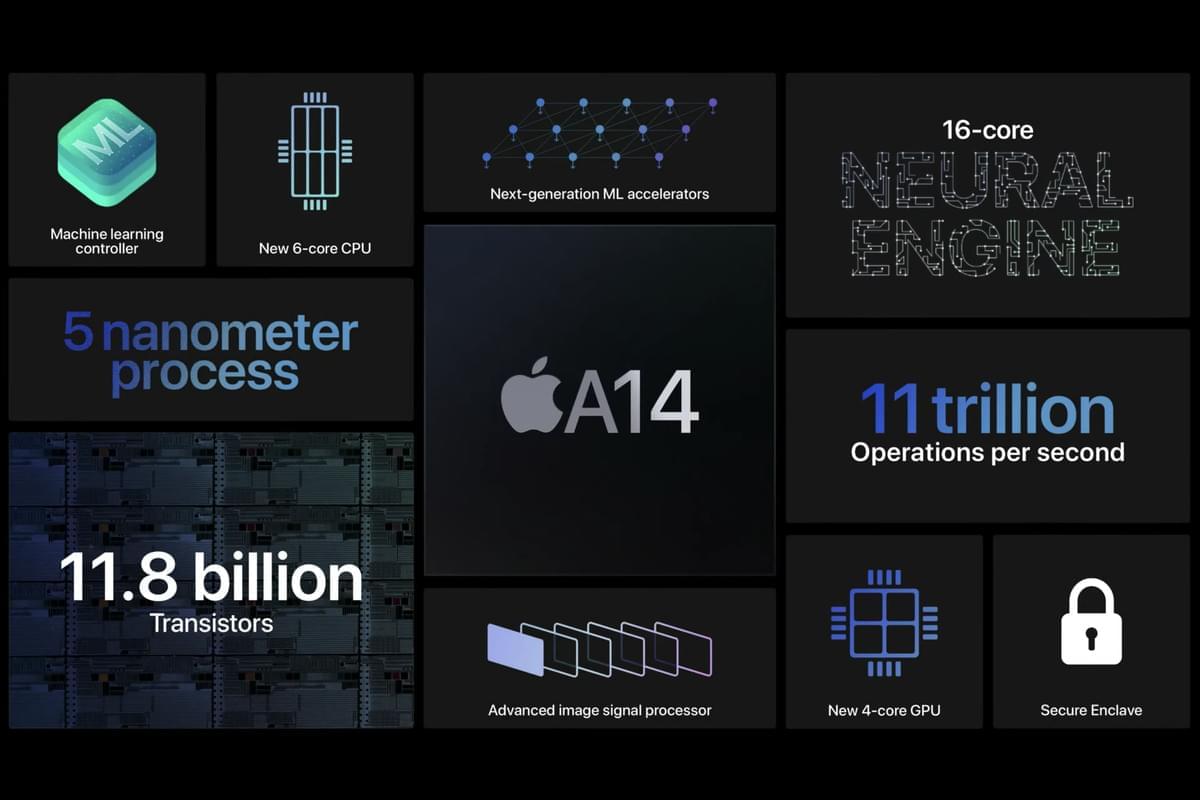 ML
Machine learning
controller
New 6-core CPU
Next-generation ML accelerators
16-core
NEURAL
ENGINE
5 nanometer
process
A14
11 trillion
Operations per second
11.8 billion
Transistors
Advanced image signal processor
New 4-core GPU
Secure Enclave